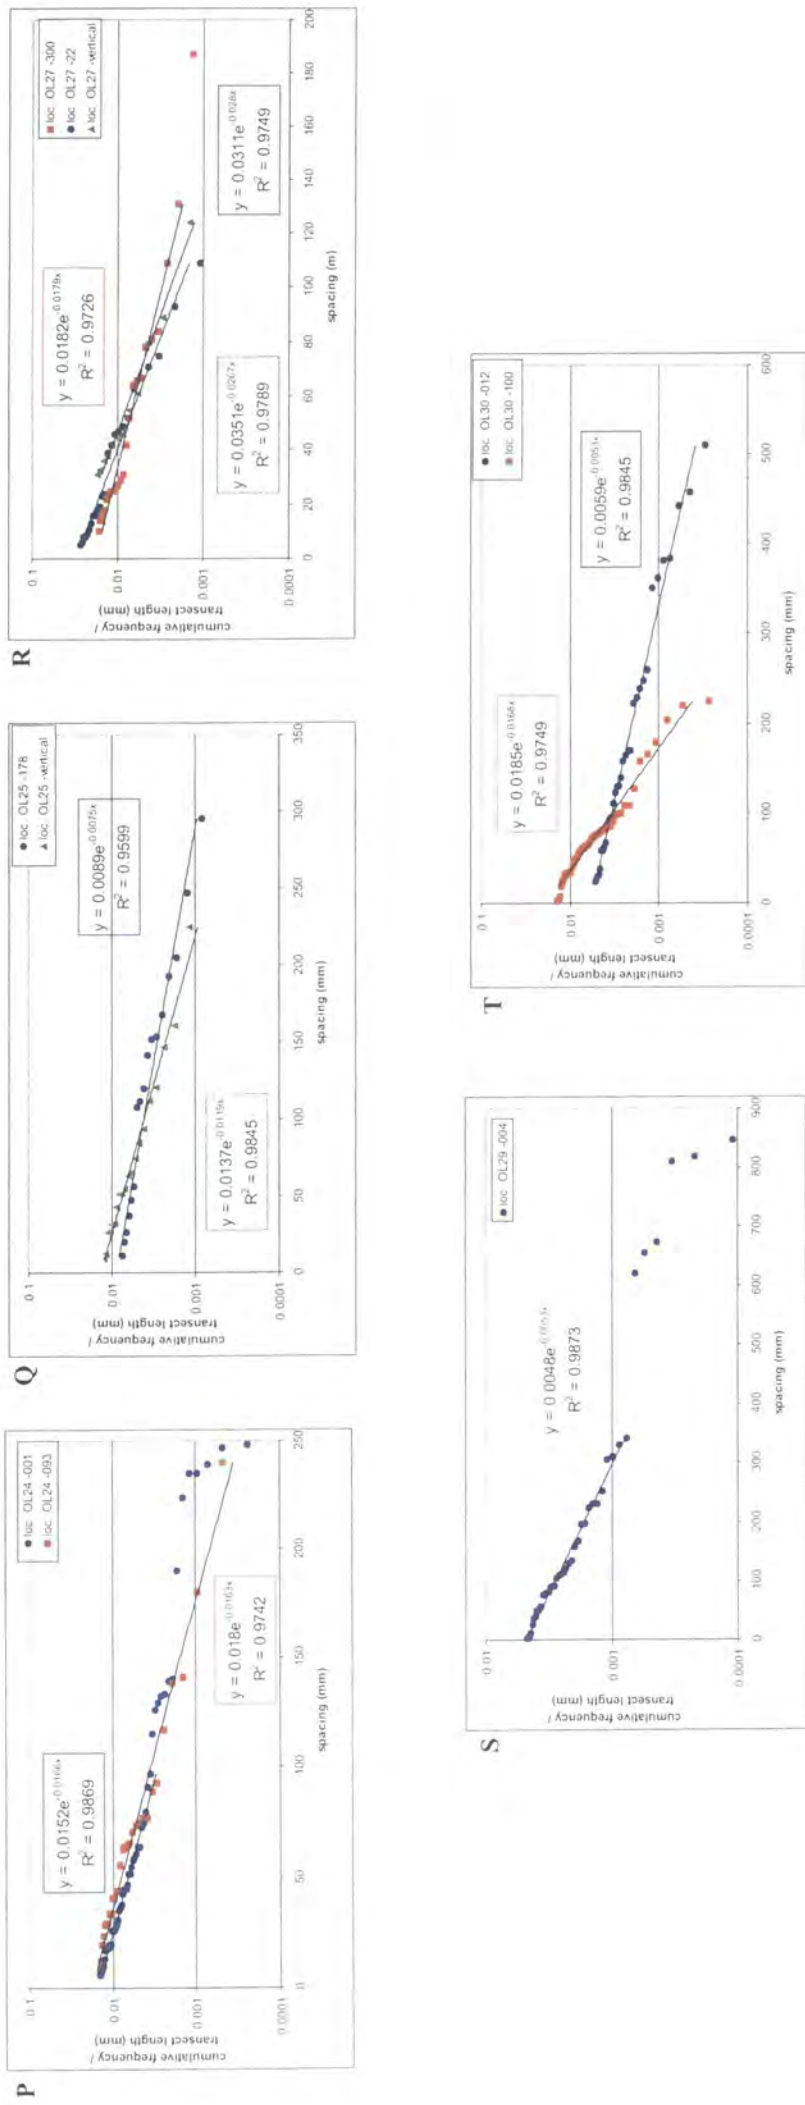 P
loc. OL24 -001
loc. OL24 -093
y = 0.0152e^-0.0166x
R² = 0.9869
y = 0.018e^-0.0163x
R² = 0.9742
0.1
0.01
0.001
0.0001
0 50 100 150 200 250
spacing (mm)
cumulative frequency /
transect length (mm)
Q
loc. OL25 -178
loc. OL25 -vertical
y = 0.0089e^-0.0075x
R² = 0.9599
y = 0.0137e^-0.0119x
R² = 0.9845
0.1
0.01
0.001
0.0001
0 50 100 150 200 250 300 350
spacing (mm)
cumulative frequency /
transect length (mm)
R
loc. OL27 -300
loc. OL27 -22
loc. OL27 -vertical
y = 0.0182e^-0.0179x
R² = 0.9726
y = 0.0351e^-0.0267x
R² = 0.9789
y = 0.0311e^-0.028x
R² = 0.9749
0.1
0.01
0.001
0.0001
0 20 40 60 80 100 120 140 160 180 200
spacing (m)
cumulative frequency /
transect length (mm)
S
loc. OL29 -004
y = 0.0048e
R² = 0.9873
0.01
0.001
0.0001
0 100 200 300 400 500 600 700 800 900
spacing (mm)
cumulative frequency /
transect length (mm)
T
loc. OL30 -012
loc. OL30 -100
y = 0.0185e^-0.0168x
R² = 0.9749
y = 0.0059e^-0.0053x
R² = 0.9845
0.1
0.01
0.001
0.0001
0 100 200 300 400 500 600
spacing (mm)
cumulative frequency /
transect length (mm)